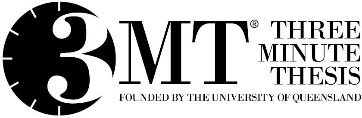 3MT® THREE
MINUTE
THESIS
FOUNDED BY THE UNIVERSITY OF QUEENSLAND